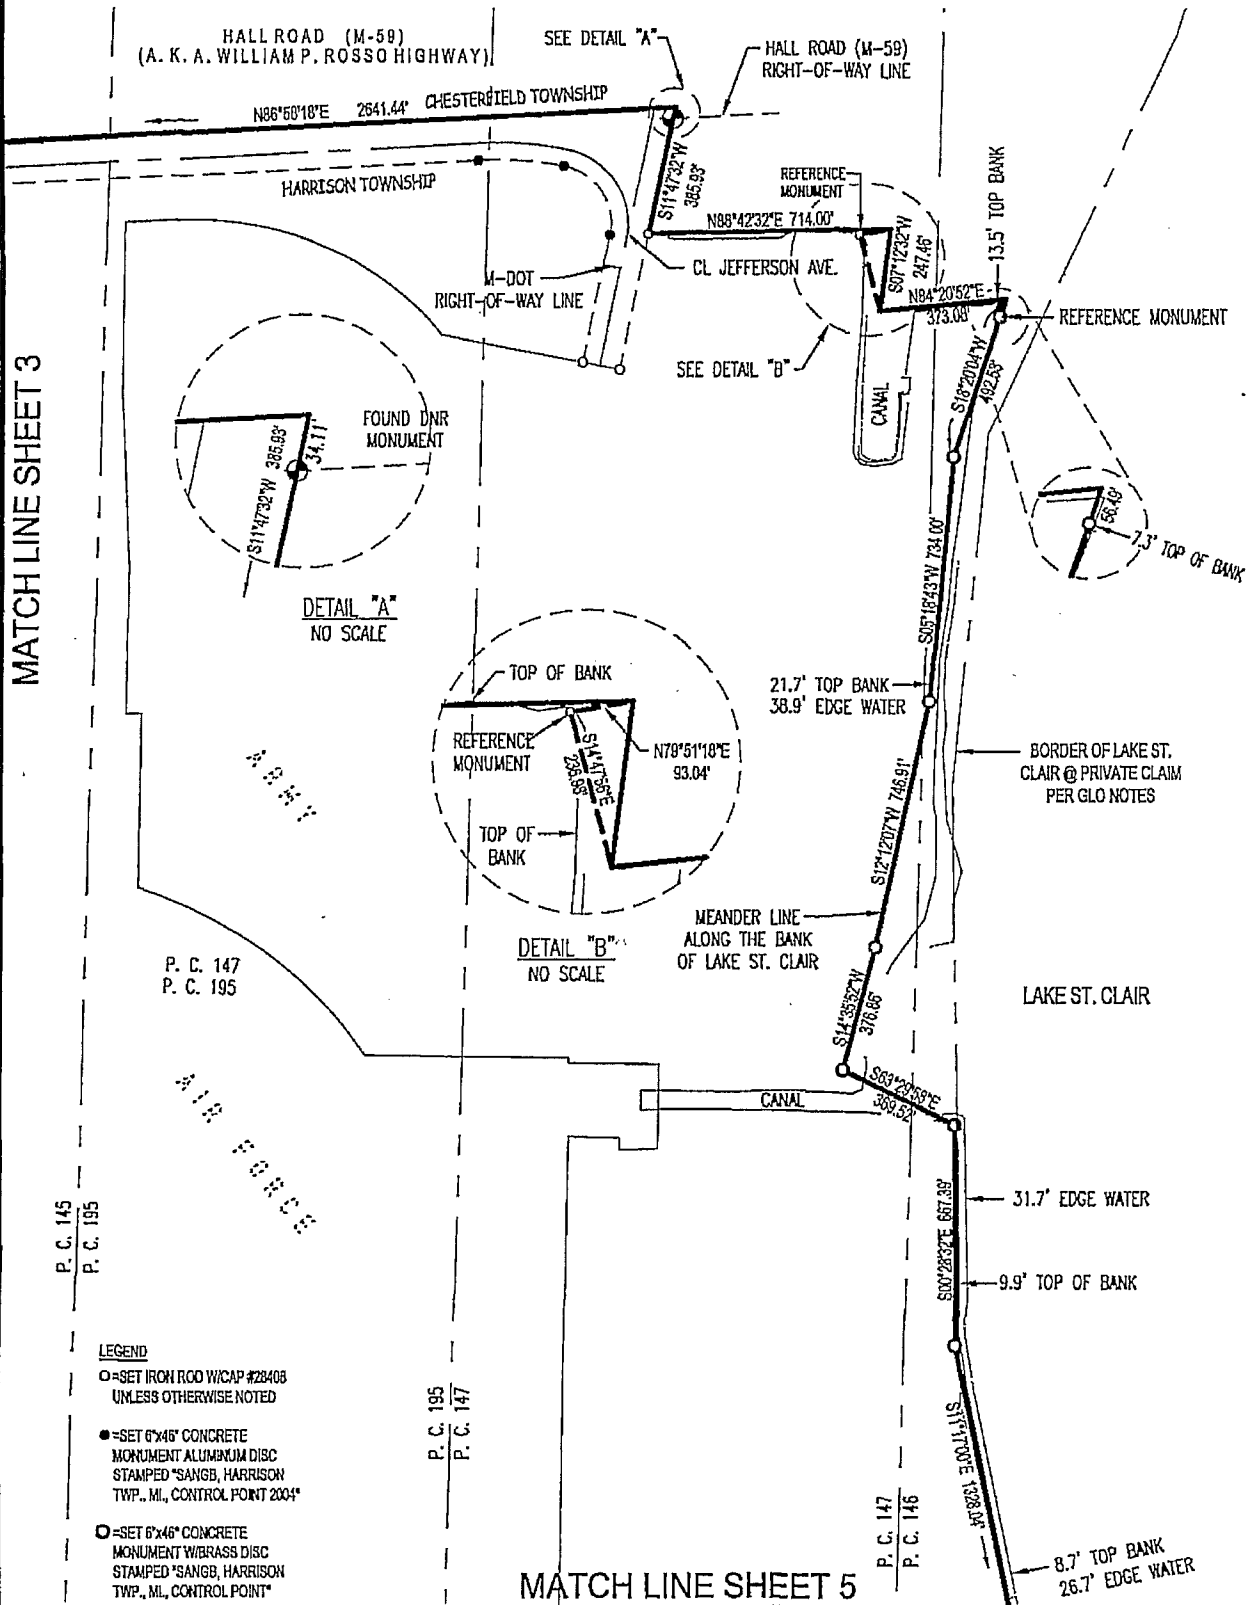 HALL ROAD (M-59)
(A. K. A. WILLIAM P. ROSSO HIGHWAY)
SEE DETAIL "A"
HALL ROAD (M-59)
RIGHT-OF-WAY LINE
N86°58'18"E 2641.44' CHESTERFIELD TOWNSHIP
HARRISON TOWNSHIP
S11°47'32"W
385.93'
REFERENCE
MONUMENT
13.5' TOP BANK
N88°42'32"E 714.00'
S07°12'32"W
247.46'
CL JEFFERSON AVE.
M-DOT
RIGHT-OF-WAY LINE
N84°20'52"E
373.08'
REFERENCE MONUMENT
SEE DETAIL "B"
CANAL
S18°20'04"W
492.53'
MATCH LINE SHEET 3
FOUND DNR
MONUMENT
34.11'
S11°47'32"W 385.93'
DETAIL "A"
NO SCALE
56.49'
7.3' TOP OF BANK
S05°18'43"W 734.00'
TOP OF BANK
REFERENCE
MONUMENT
S14°47'56"E
N78°51'18"E
93.04'
TOP OF
BANK
DETAIL "B"
NO SCALE
21.7' TOP BANK
38.9' EDGE WATER
BORDER OF LAKE ST.
CLAIR @ PRIVATE CLAIM
PER GLO NOTES
S12°12'07"W 746.91'
ARMY
MEANDER LINE
ALONG THE BANK
OF LAKE ST. CLAIR
P. C. 147
P. C. 195
LAKE ST. CLAIR
S14°35'52"W
376.86'
S63°29'58"E
369.52'
CANAL
AIR FORCE
31.7' EDGE WATER
S00°28'32"E 667.39'
9.9' TOP OF BANK
P. C. 145
P. C. 195
LEGEND
=SET IRON ROD W/CAP #28408
UNLESS OTHERWISE NOTED
=SET 6"x46" CONCRETE
MONUMENT ALUMINUM DISC
STAMPED "SANGB, HARRISON
TWP., MI., CONTROL POINT 2004"
=SET 6"x46" CONCRETE
MONUMENT W/BRASS DISC
STAMPED "SANGB, HARRISON
TWP., MI., CONTROL POINT"
P. C. 195
P. C. 147
S11°17'00"E 1328.04'
P. C. 147
P. C. 146
8.7' TOP BANK
26.7' EDGE WATER
MATCH LINE SHEET 5